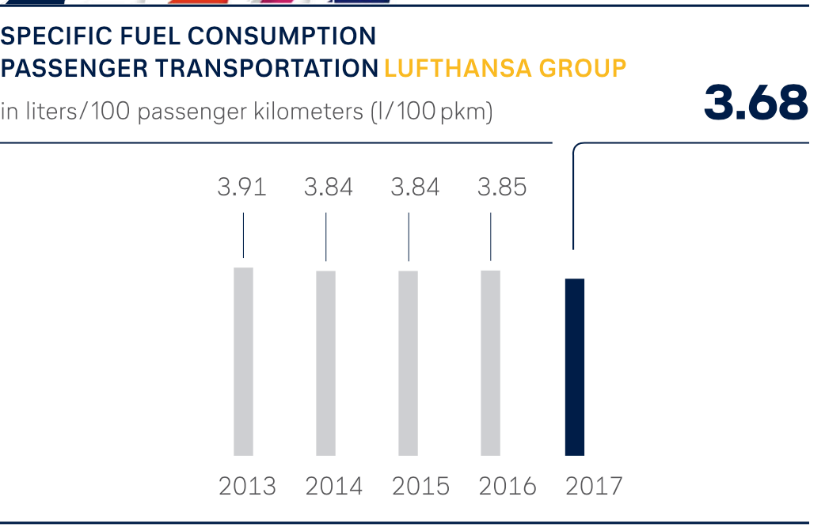 SPECIFIC FUEL CONSUMPTION
PASSENGER TRANSPORTATION LUFTHANSA GROUP
in liters/100 passenger kilometers (l/100 pkm)
3.68
3.91 3.84 3.84 3.85
2013 2014 2015 2016 2017